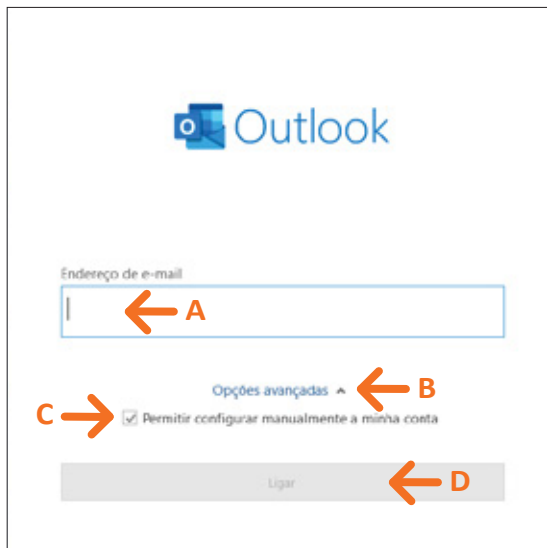 Outlook
Endereço de e-mail
A
Opções avançadas B
C Permitir configurar manualmente a minha conta
Ligar D